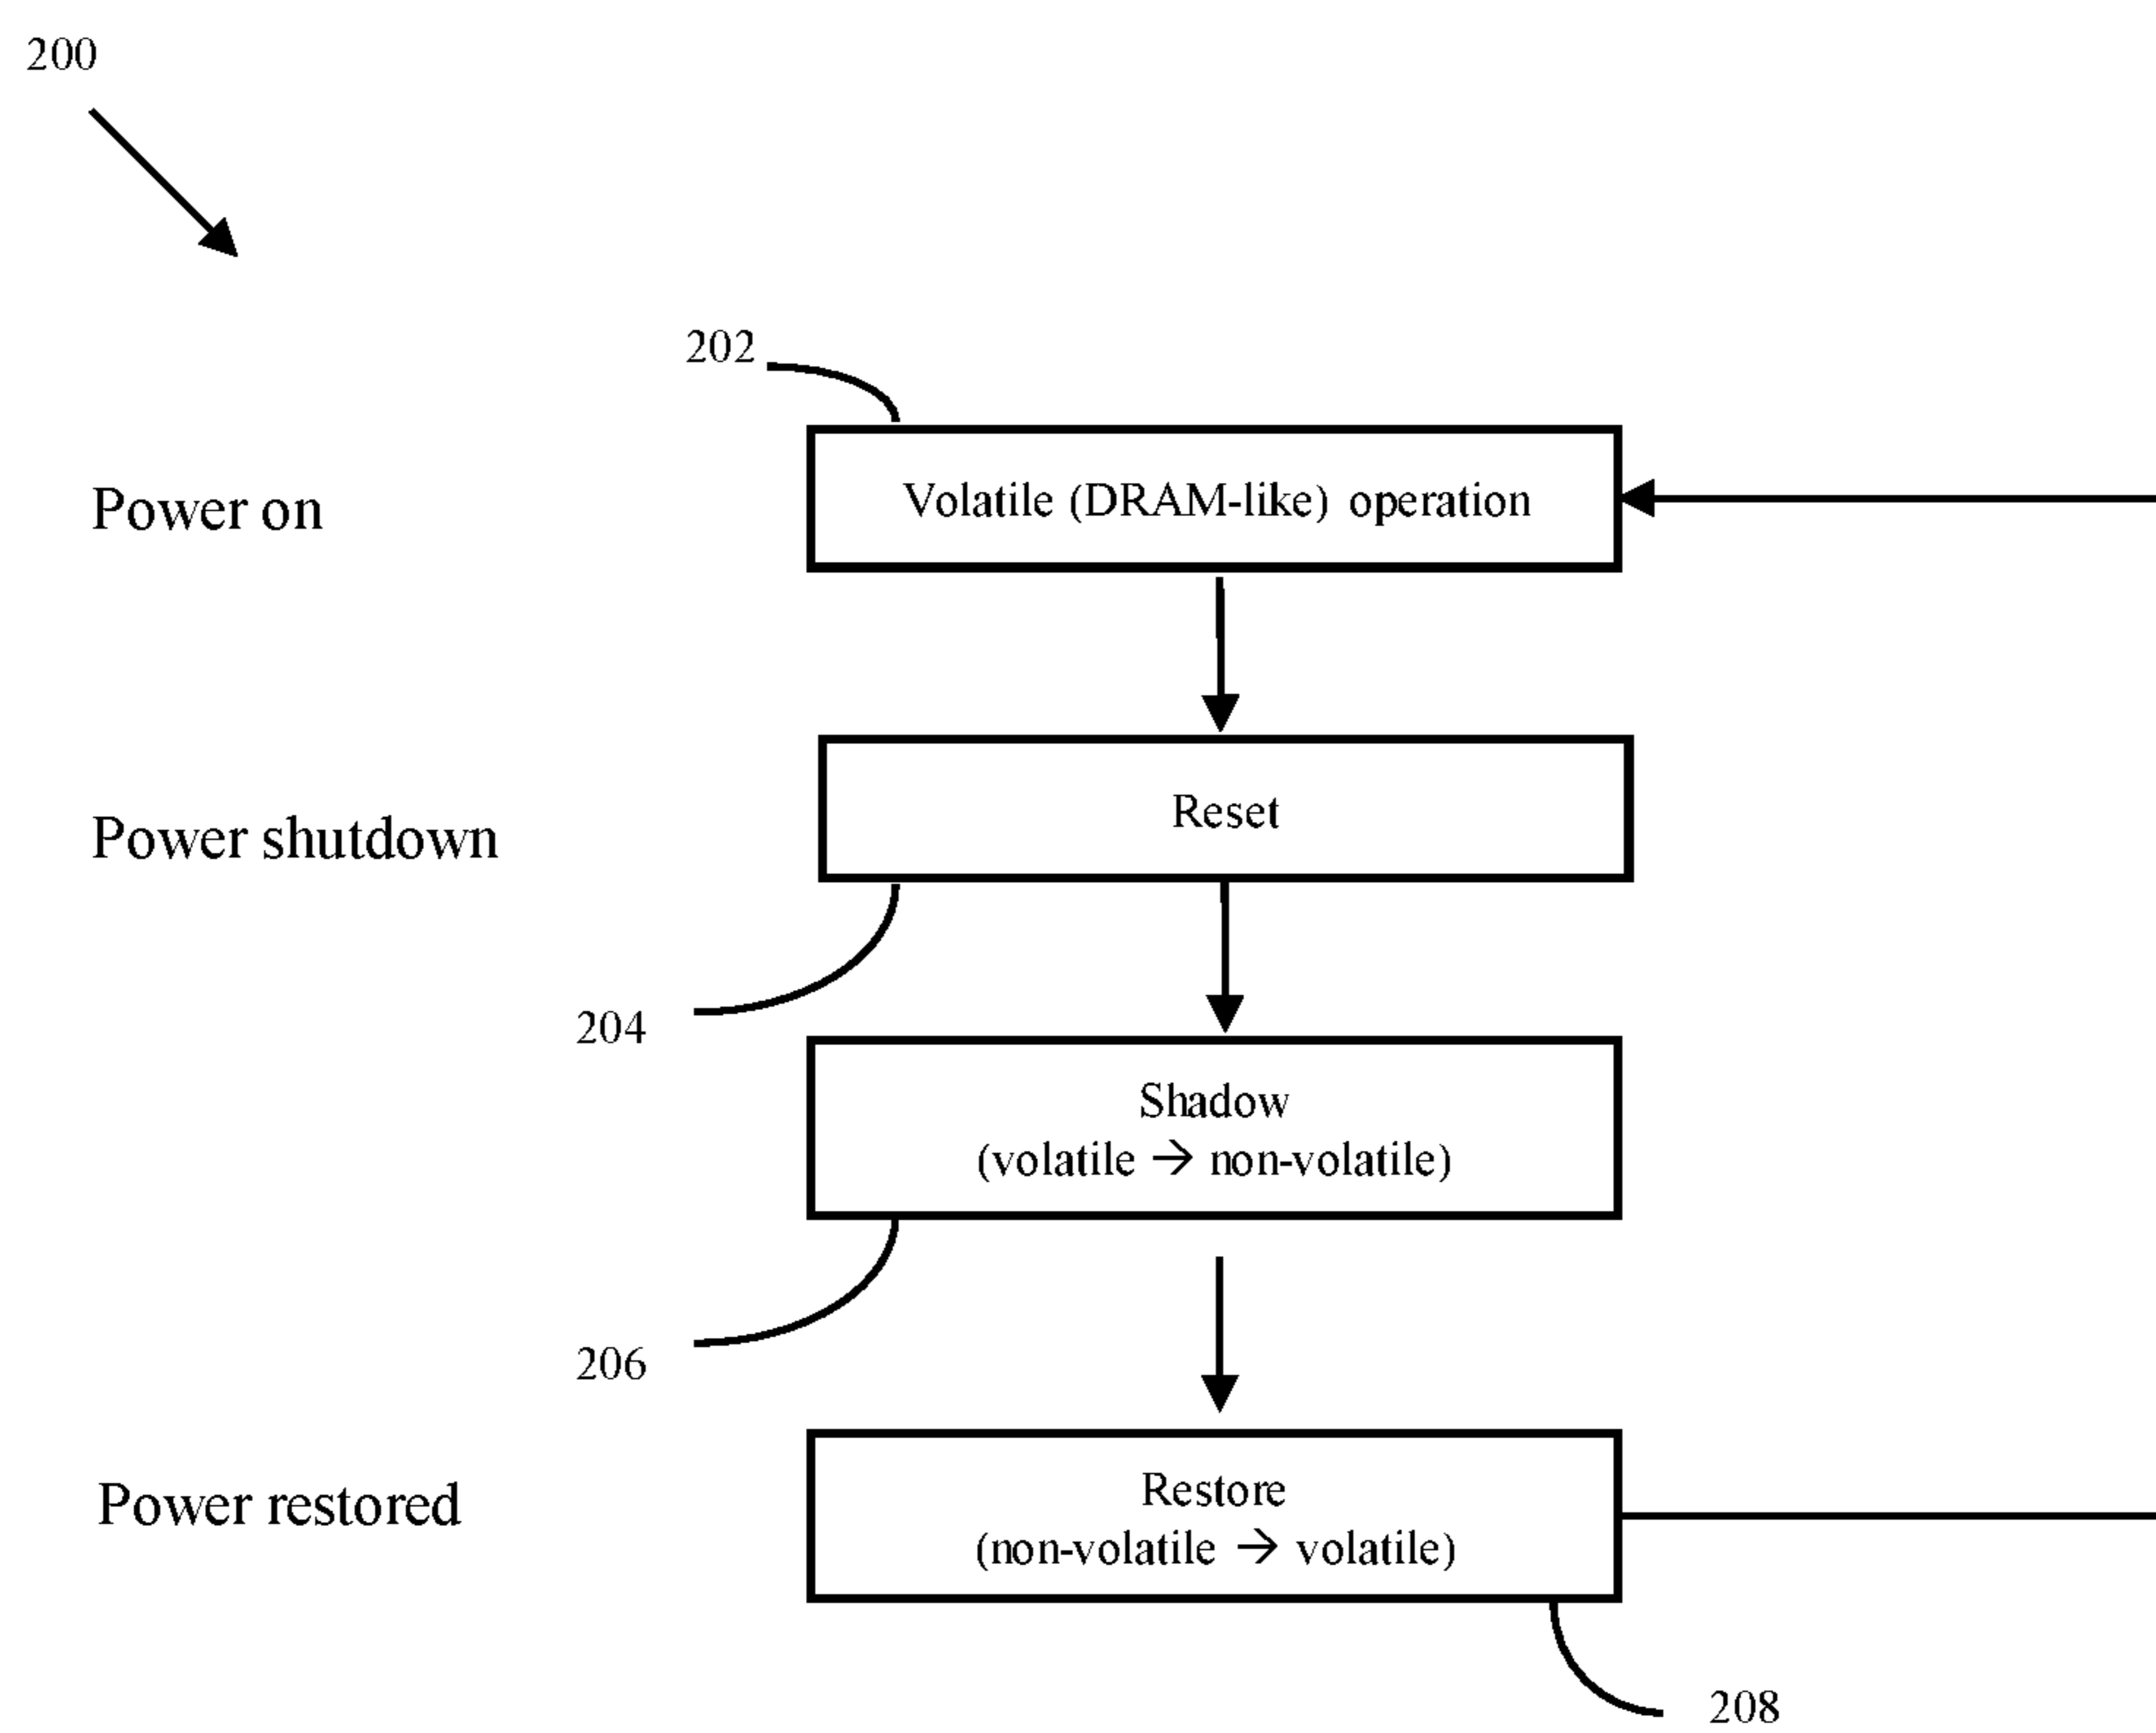 200
202
Power on
Volatile (DRAM-like) operation
Power shutdown
Reset
204
Shadow
(volatile → non-volatile)
206
Power restored
Restore
(non-volatile → volatile)
208